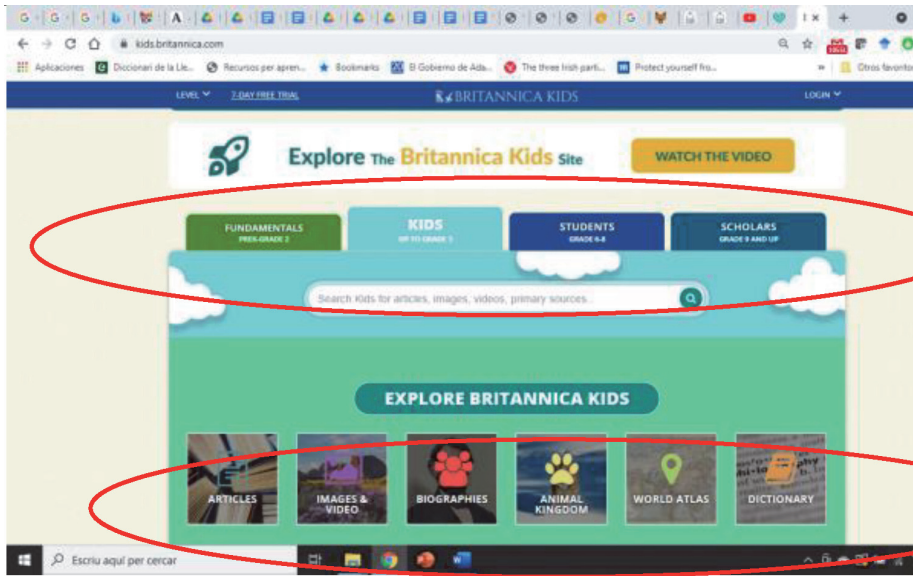 kids.britannica.com
Aplicaciones Diccionari de la Lle... Recursos per apren... Bookmarks El Gobierno de Ada... The three Irish parti... Protect yourself fro... Otros favoritos
LEVEL 7-DAY FREE TRIAL BRITANNICA KIDS LOGIN
Explore The Britannica Kids Site WATCH THE VIDEO
FUNDAMENTALS KIDS STUDENTS SCHOLARS
PREK-GRADE 2 UP TO GRADE 5 GRADE 6-8 GRADE 9 AND UP
Search Kids for articles, images, videos, primary sources...
EXPLORE BRITANNICA KIDS
ARTICLES IMAGES & VIDEO BIOGRAPHIES ANIMAL KINGDOM WORLD ATLAS DICTIONARY
Escriu aquí per cercar